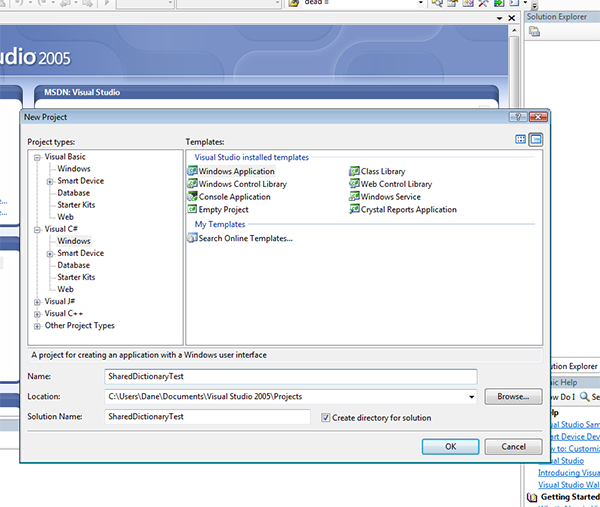 dead =
Solution Explorer
udio 2005
MSDN: Visual Studio
New Project
Project types:
Templates:
Visual Basic
Windows
Smart Device
Database
Starter Kits
Web
Visual C#
Windows
Smart Device
Database
Starter Kits
Web
Visual J#
Visual C++
Other Project Types
Visual Studio installed templates
Windows Application
Class Library
Windows Control Library
Web Control Library
Console Application
Windows Service
Empty Project
Crystal Reports Application
My Templates
Search Online Templates...
A project for creating an application with a Windows user interface
Name:
SharedDictionaryTest
Location:
C:\Users\Dane\Documents\Visual Studio 2005\Projects
Browse...
Solution Name:
SharedDictionaryTest
Create directory for solution
OK
Cancel
ution Explorer
ic Help
ow Do I
Se
elp
ual Studio Sam
art Device Dev
w to: Customiz
ual Studio
Introducing Visua
Visual Studio Wal
Getting Started